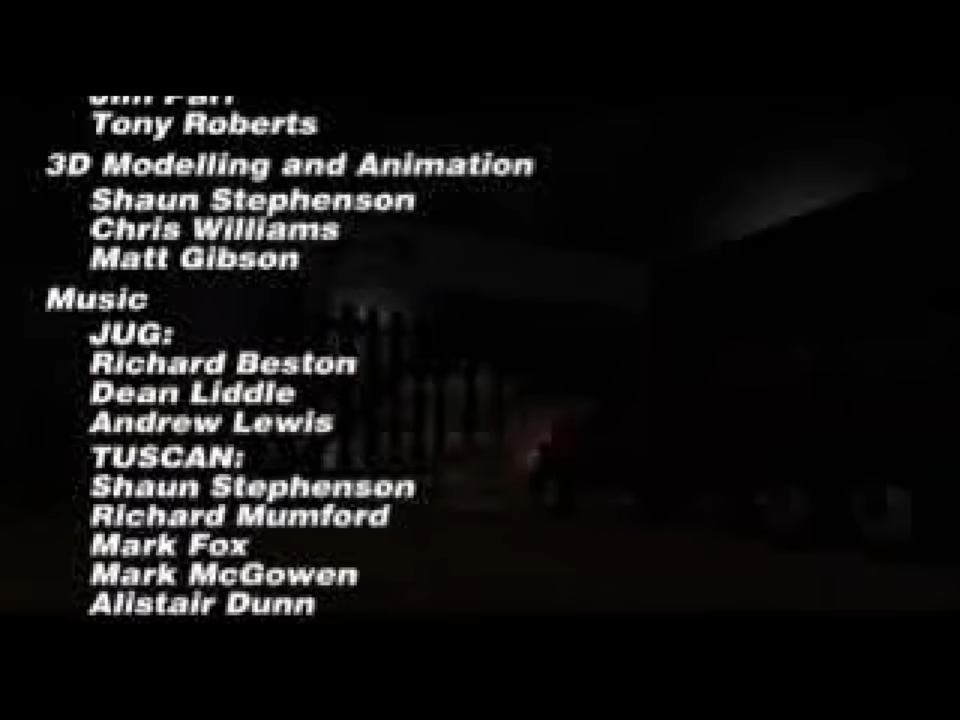 Tony Roberts
3D Modelling and Animation
Shaun Stephenson
Chris Williams
Matt Gibson
Music
JUG:
Richard Beston
Dean Liddle
Andrew Lewis
TUSCAN:
Shaun Stephenson
Richard Mumford
Mark Fox
Mark McGowen
Alistair Dunn